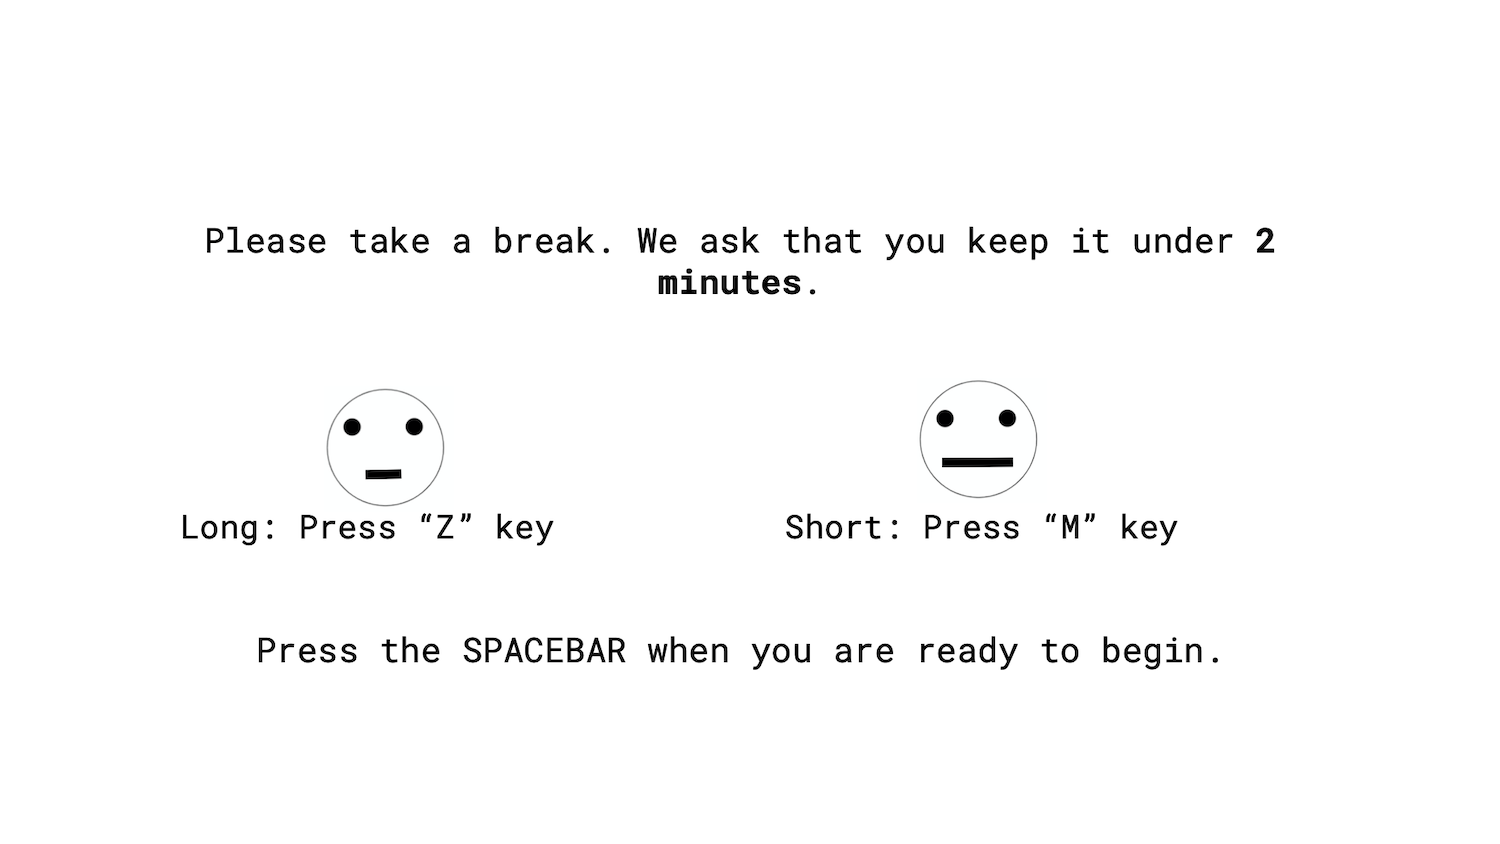 Please take a break. We ask that you keep it under 2
minutes.
Long: Press “Z” key
Short: Press “M” key
Press the SPACEBAR when you are ready to begin.